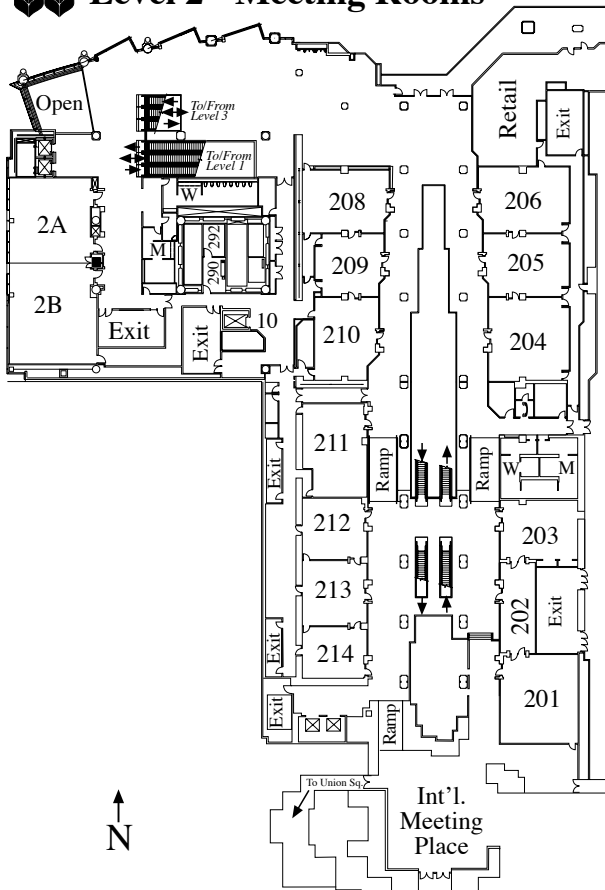 Level 2 - Meeting Rooms
Open
To/From
Level 3
To/From
Level 1
Retail
Exit
W
208
206
2A
292
M
209
205
290
2B
Exit
Exit
10
210
204
211
Ramp
Ramp
W
M
Exit
212
203
213
202
Exit
Exit
214
201
Exit
Ramp
To Union Sq.
Int'l.
Meeting
Place
N